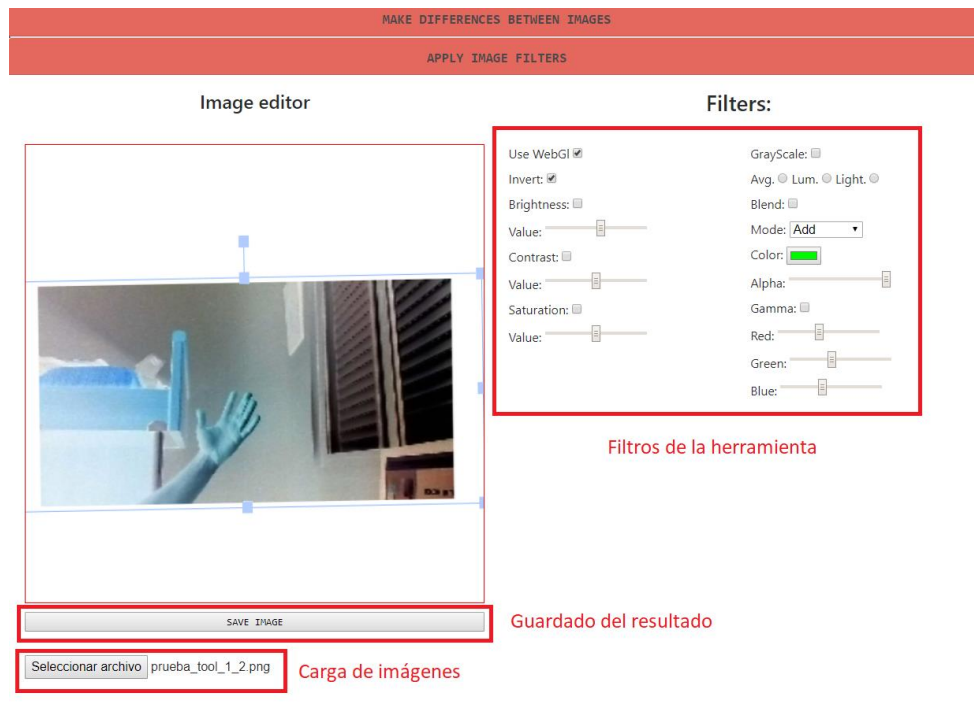 MAKE DIFFERENCES BETWEEN IMAGES
APPLY IMAGE FILTERS
Image editor
Filters:
Use WebGl
Invert:
Brightness:
Value:
Contrast:
Value:
Saturation:
Value:
GrayScale:
Avg. Lum. Light.
Blend:
Mode: Add
Color:
Alpha:
Gamma:
Red:
Green:
Blue:
Filtros de la herramienta
SAVE IMAGE
Guardado del resultado
Seleccionar archivo prueba_tool_1_2.png
Carga de imágenes